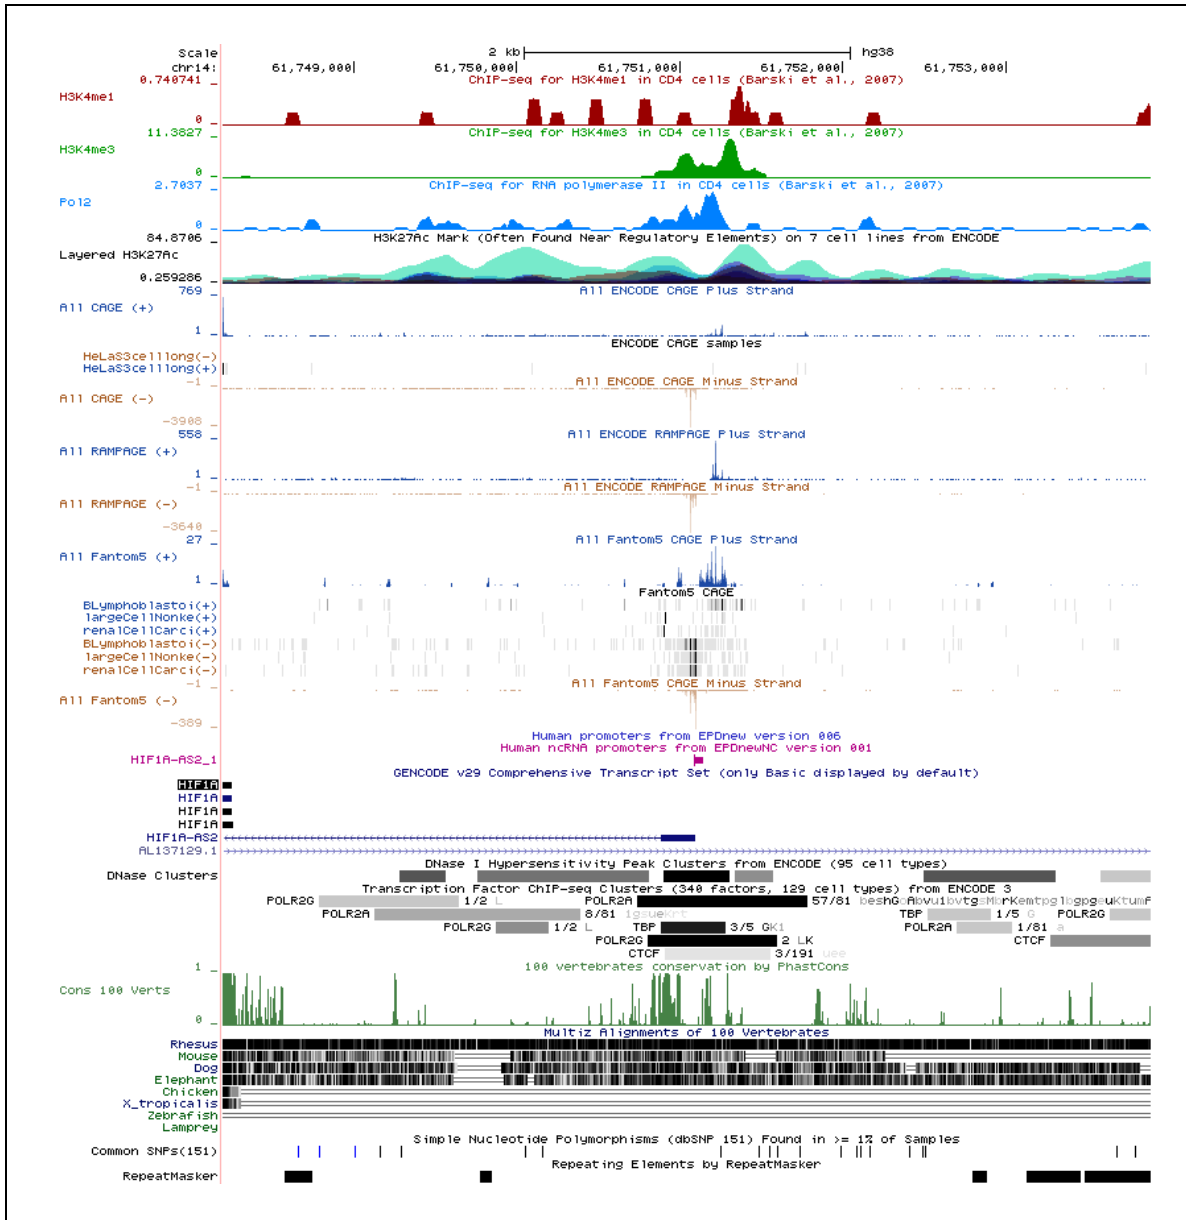 Scale 2 kb hg38
chr14: 61,749,000 61,750,000 61,751,000 61,752,000 61,753,000
0.740741 _ ChIP-seq for H3K4me1 in CD4 cells (Barski et al., 2007)
H3K4me1
0 _
11.3827 _ ChIP-seq for H3K4me3 in CD4 cells (Barski et al., 2007)
H3K4me3
0 _
2.7037 _ ChIP-seq for RNA polymerase II in CD4 cells (Barski et al., 2007)
Pol2
0 _
84.8706 _ H3K27Ac Mark (Often Found Near Regulatory Elements) on 7 cell lines from ENCODE
Layered H3K27Ac
0.259286 _
769 _ All ENCODE CAGE Plus Strand
All CAGE (+)
1 _
ENCODE CAGE samples
HeLaS3celllong(-)
HeLaS3celllong(+)
-1 _ All ENCODE CAGE Minus Strand
All CAGE (-)
-3908 _
558 _ All ENCODE RAMPAGE Plus Strand
All RAMPAGE (+)
1 _
-1 _ All ENCODE RAMPAGE Minus Strand
All RAMPAGE (-)
-3640 _
27 _ All Fantom5 CAGE Plus Strand
All Fantom5 (+)
1 _
Fantom5 CAGE
BLymphoblastoi(+)
largeCellNonke(+)
renalCellCarci(+)
BLymphoblastoi(-)
largeCellNonke(-)
renalCellCarci(-)
-1 _ All Fantom5 CAGE Minus Strand
All Fantom5 (-)
-389 _
Human promoters from EPDnew version 006
Human ncRNA promoters from EPDnewNC version 001
HIF1A-AS2_1
GENCODE v29 Comprehensive Transcript Set (only Basic displayed by default)
HIF1A
HIF1A
HIF1A
HIF1A
HIF1A-AS2
AL137129.1
DNase I Hypersensitivity Peak Clusters from ENCODE (95 cell types)
DNase Clusters
Transcription Factor ChIP-seq Clusters (340 factors, 129 cell types) from ENCODE 3
POLR2G 1/2 L POLR2A 57/81
POLR2A 8/81 TBP 1/5 G POLR2G
POLR2G 1/2 L TBP 3/5 GK1 POLR2A 1/81 a
POLR2G 2 LK CTCF
CTCF 3/191 uee
1 _ 100 vertebrates conservation by PhastCons
Cons 100 Verts
0 _
Multiz Alignments of 100 Vertebrates
Rhesus
Mouse
Dog
Elephant
Chicken
X_tropicalis
Zebrafish
Lamprey
Simple Nucleotide Polymorphisms (dbSNP 151) Found in >= 1% of Samples
Common SNPs(151)
Repeating Elements by RepeatMasker
RepeatMasker